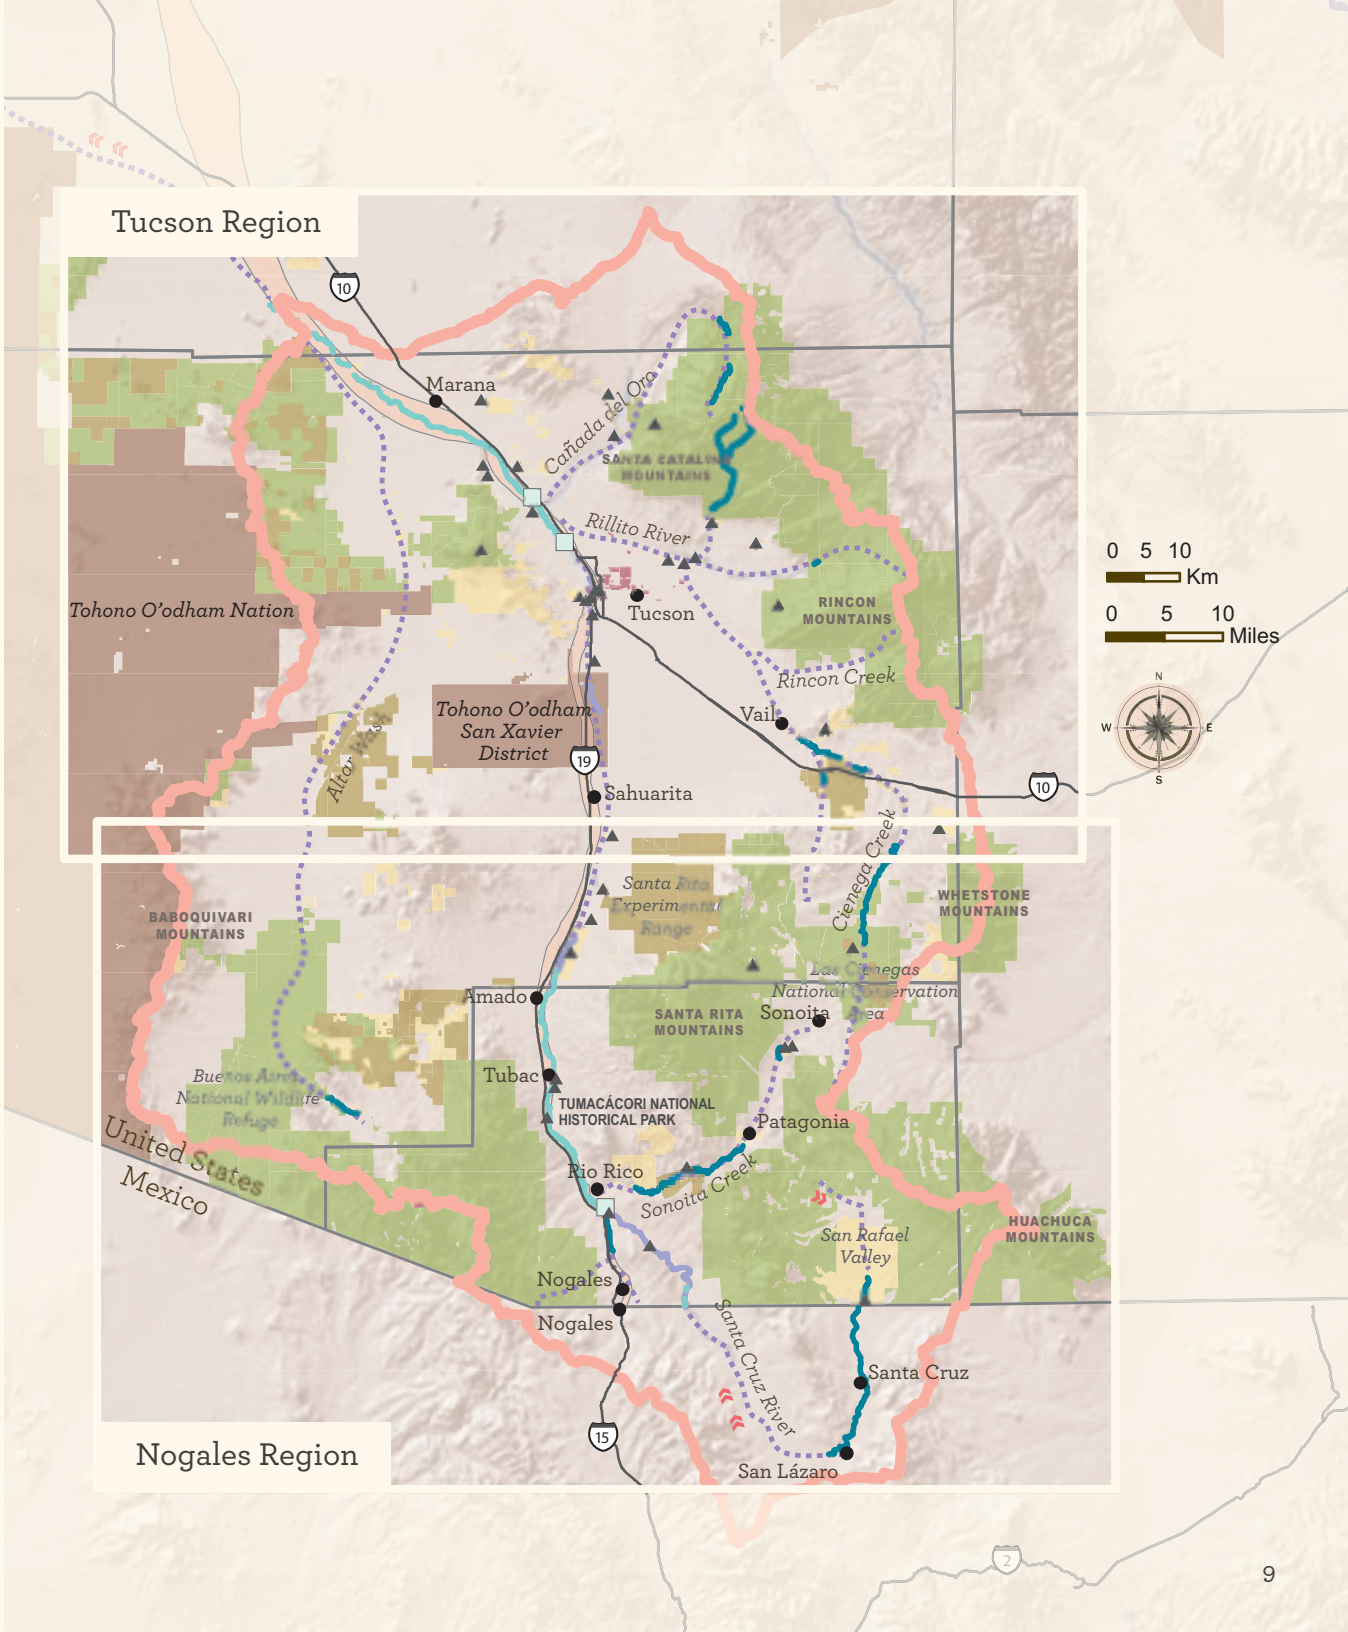 Tucson Region
10
Marana
Cañada del Oro
SANTA CATALINA
MOUNTAINS
Rillito River
0 5 10
Km
0 5 10
Miles
Tohono O'odham Nation
Tucson
RINCON
MOUNTAINS
Rincon Creek
N
W E
S
Tohono O'odham
San Xavier
District
Vail
Altar Wash
19
10
Sahuarita
Cienega Creek
Santa Rita
Experimental
Range
WHETSTONE
MOUNTAINS
BABOQUIVARI
MOUNTAINS
Las Cienegas
National Conservation
Area
Amado
SANTA RITA
MOUNTAINS
Sonoita
Tubac
Buenos Aires
National Wildlife
Refuge
TUMACÁCORI NATIONAL
HISTORICAL PARK
Patagonia
United States
Mexico
Rio Rico
Sonoita Creek
San Rafael
Valley
HUACHUCA
MOUNTAINS
Nogales
Nogales
Santa Cruz River
Santa Cruz
15
Nogales Region
San Lázaro
2
9